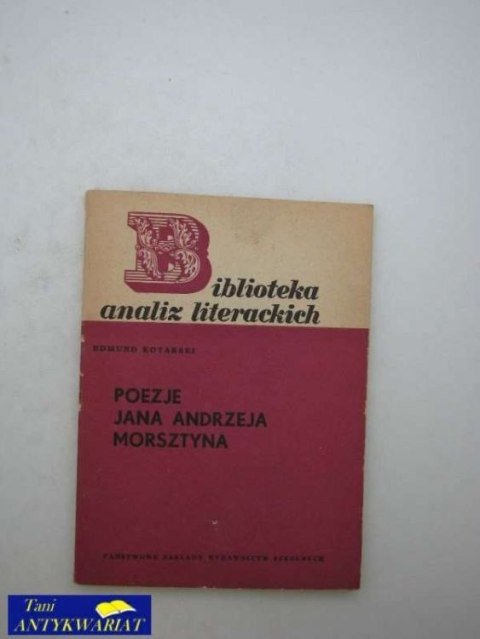 Biblioteka
analiz literackich
EDMUND KOTARSKI
POEZJE
JANA ANDRZEJA
MORSZTYNA
PAŃSTWOWE ZAKŁADY WYDAWNICTW SZKOLNYCH
Tani
ANTYKWARIAT